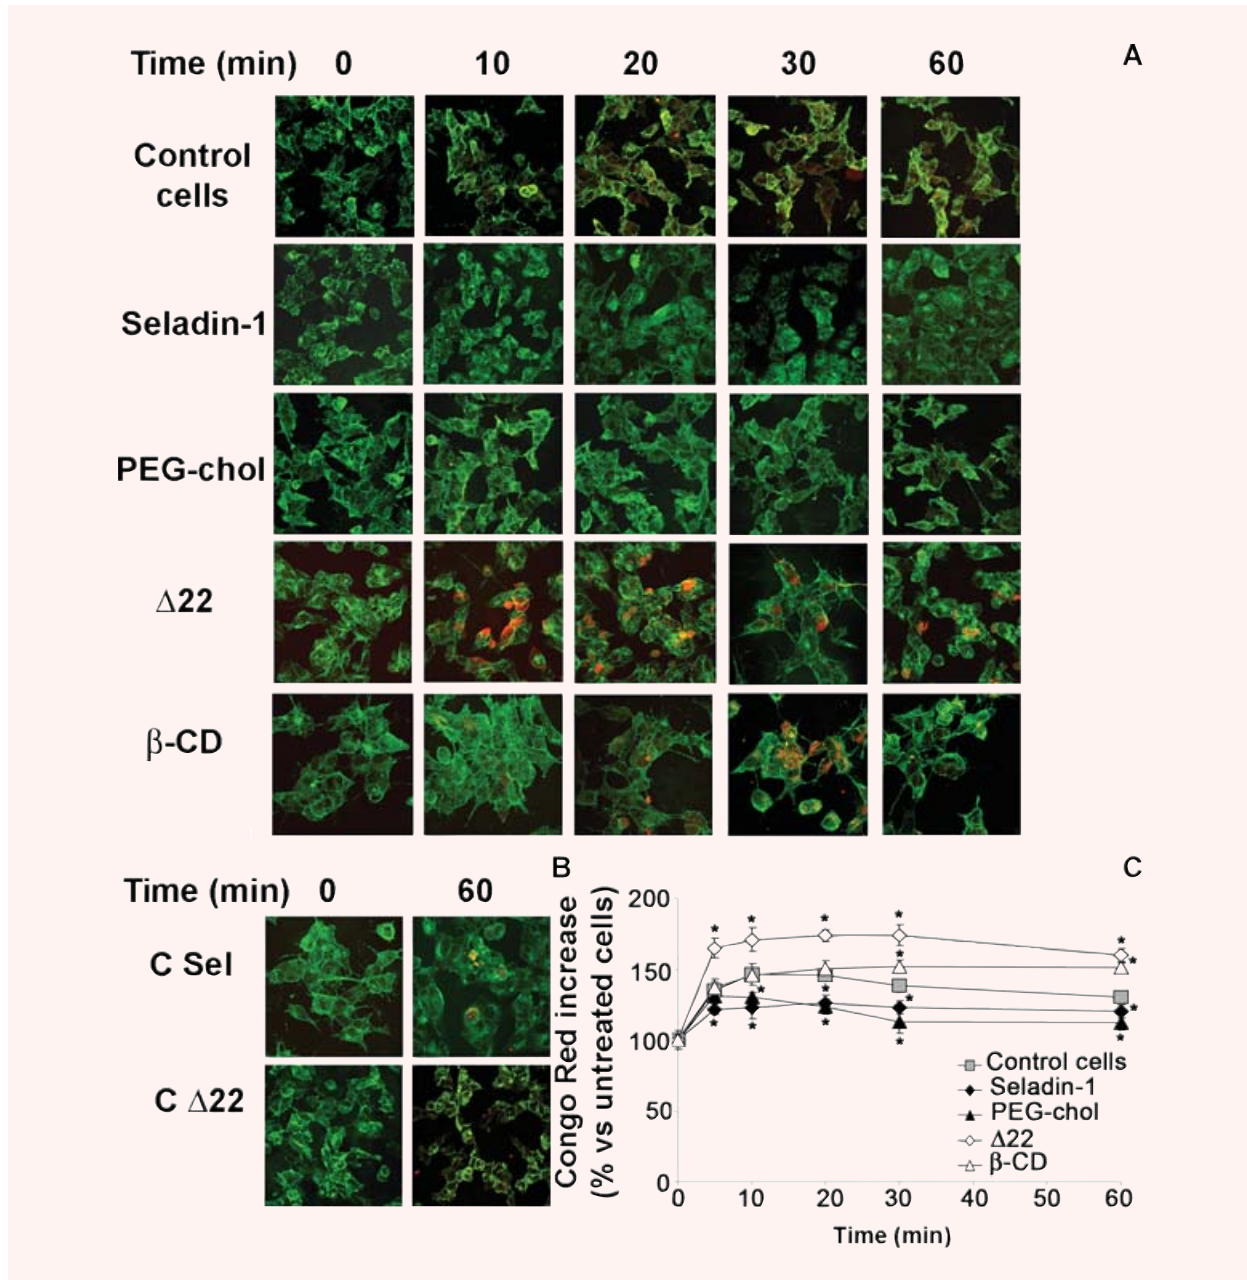 A
Time (min) 0 10 20 30 60
Control
cells
Seladin-1
PEG-chol
Δ22
β-CD
B
Time (min) 0 60
C Sel
C Δ22
C
Congo Red increase
(% vs untreated cells)
200
150
100
50
0
* * * * * * * * * * * * * * * *
Control cells
Seladin-1
PEG-chol
Δ22
β-CD
0 10 20 30 40 50 60
Time (min)